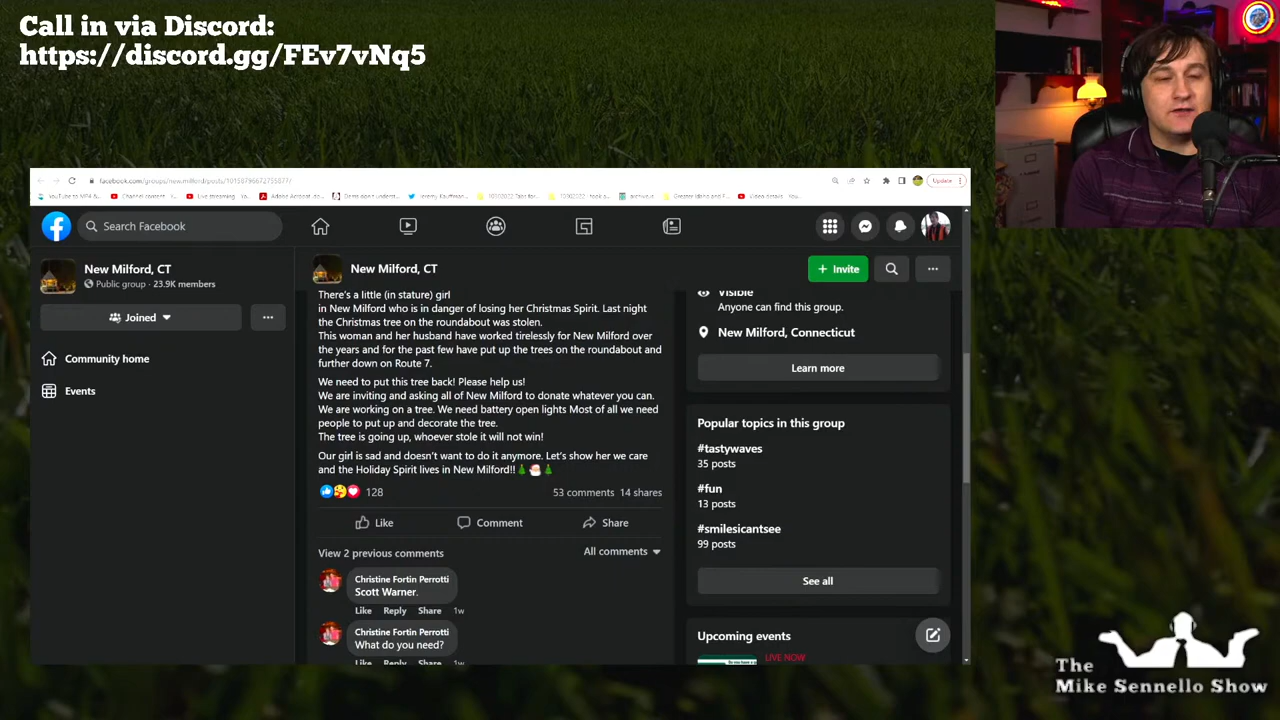 Call in via Discord:
https://discord.gg/FEv7vNq5
facebook.com/groups/new.milford/posts/10158796672755877/
Update
Search Facebook
New Milford, CT
Public group · 23.9K members
Joined
Community home
Events
New Milford, CT
Invite
There's a little (in stature) girl
in New Milford who is in danger of losing her Christmas Spirit. Last night
the Christmas tree on the roundabout was stolen.
This woman and her husband have worked tirelessly for New Milford over
the years and for the past few have put up the trees on the roundabout and
further down on Route 7.
We need to put this tree back! Please help us!
We are inviting and asking all of New Milford to donate whatever you can.
We are working on a tree. We need battery open lights Most of all we need
people to put up and decorate the tree.
The tree is going up, whoever stole it will not win!
Our girl is sad and doesn't want to do it anymore. Let's show her we care
and the Holiday Spirit lives in New Milford!!🎄🎅🎄
128
53 comments 14 shares
Like
Comment
Share
View 2 previous comments
All comments
Christine Fortin Perrotti
Scott Warner.
Like Reply Share 1w
Christine Fortin Perrotti
What do you need?
Like Reply Share 1w
Visible
Anyone can find this group.
New Milford, Connecticut
Learn more
Popular topics in this group
#tastywaves
35 posts
#fun
13 posts
#smilesicantsee
99 posts
See all
Upcoming events
LIVE NOW
The
Mike Sennello Show